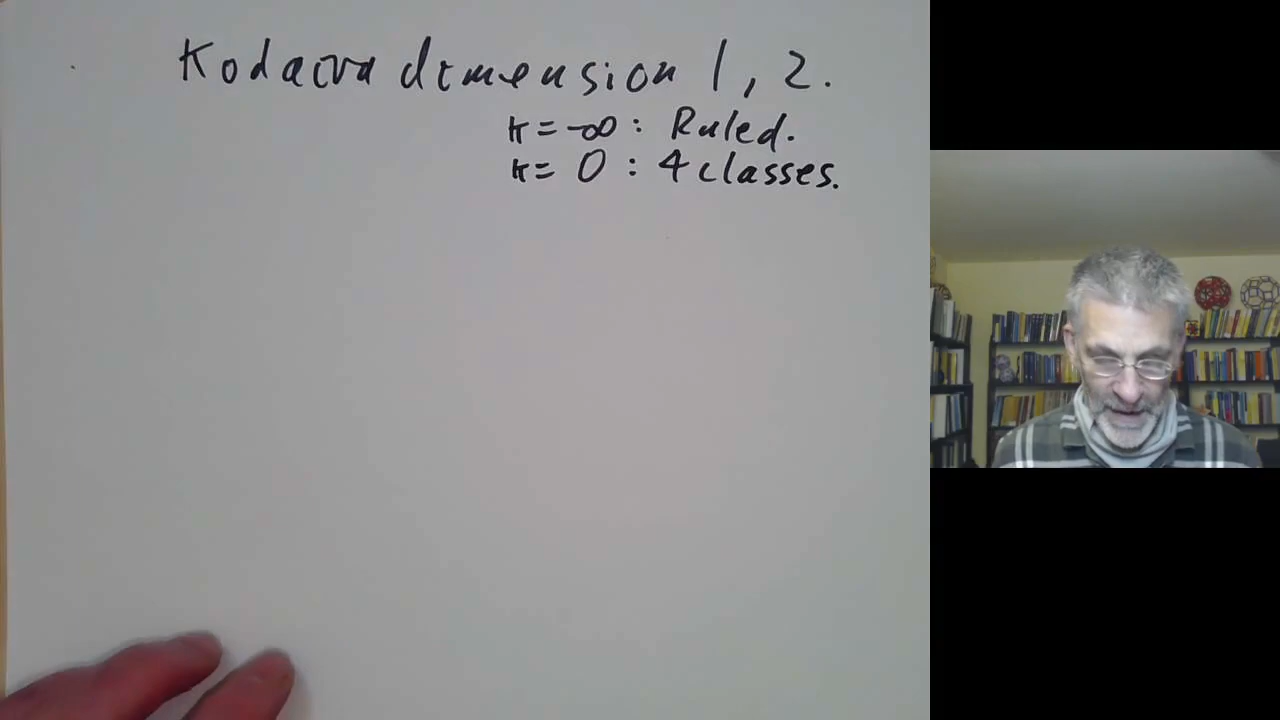 Kodaira dimension 1, 2.
κ = -∞ : Ruled.
κ = 0 : 4 classes.